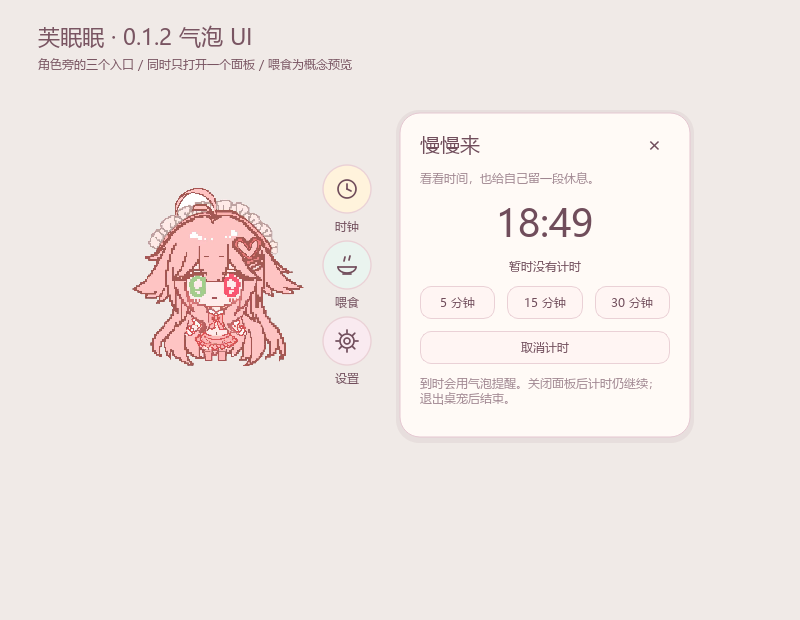 芙眠眠 · 0.1.2 气泡 UI
角色旁的三个入口 / 同时只打开一个面板 / 喂食为概念预览
时钟
喂食
设置
慢慢来
×
看看时间，也给自己留一段休息。
18:49
暂时没有计时
5 分钟
15 分钟
30 分钟
取消计时
到时会用气泡提醒。关闭面板后计时仍继续；
退出桌宠后结束。